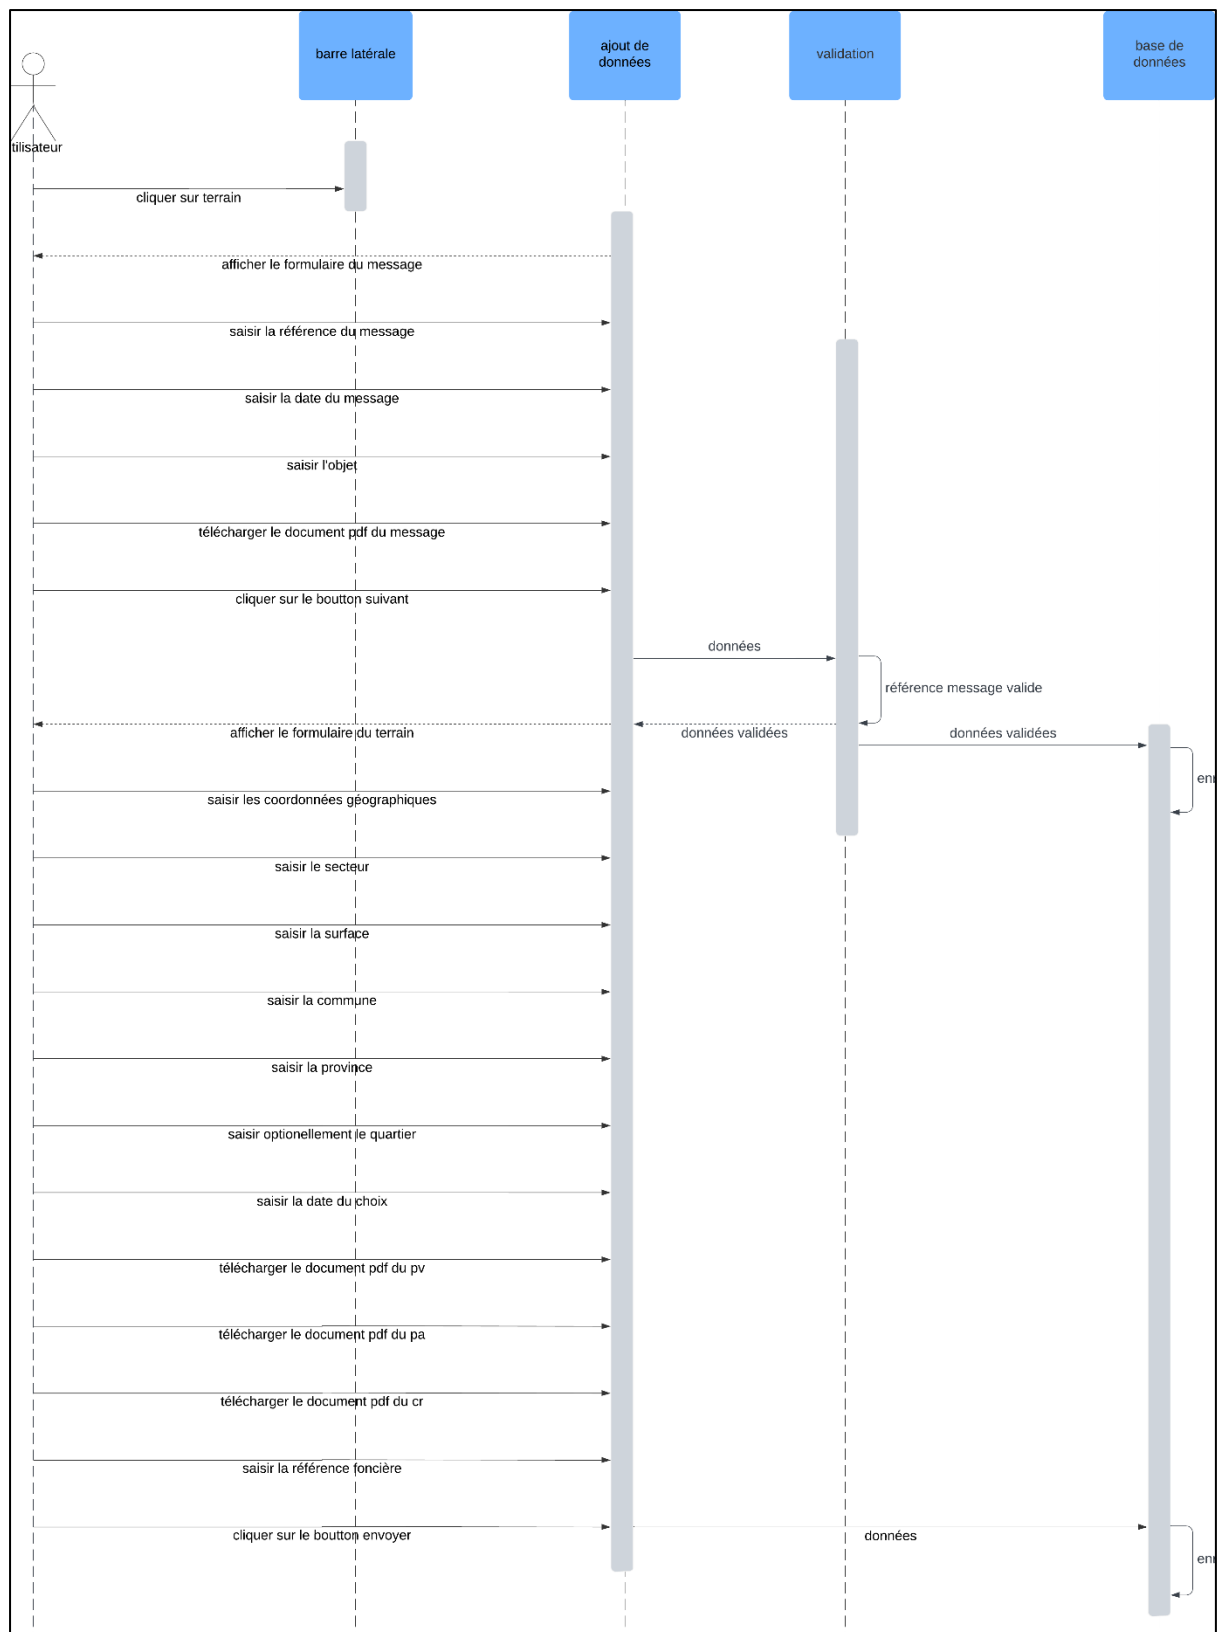 barre latérale
ajout de
données
validation
base de
données
tilisateur
cliquer sur terrain
afficher le formulaire du message
saisir la référence du message
saisir la date du message
saisir l'objet
télécharger le document pdf du message
cliquer sur le boutton suivant
données
référence message valide
afficher le formulaire du terrain
données validées
données validées
enr
saisir les coordonnées géographiques
saisir le secteur
saisir la surface
saisir la commune
saisir la province
saisir optionellement le quartier
saisir la date du choix
télécharger le document pdf du pv
télécharger le document pdf du pa
télécharger le document pdf du cr
saisir la référence foncière
cliquer sur le boutton envoyer
données
enr